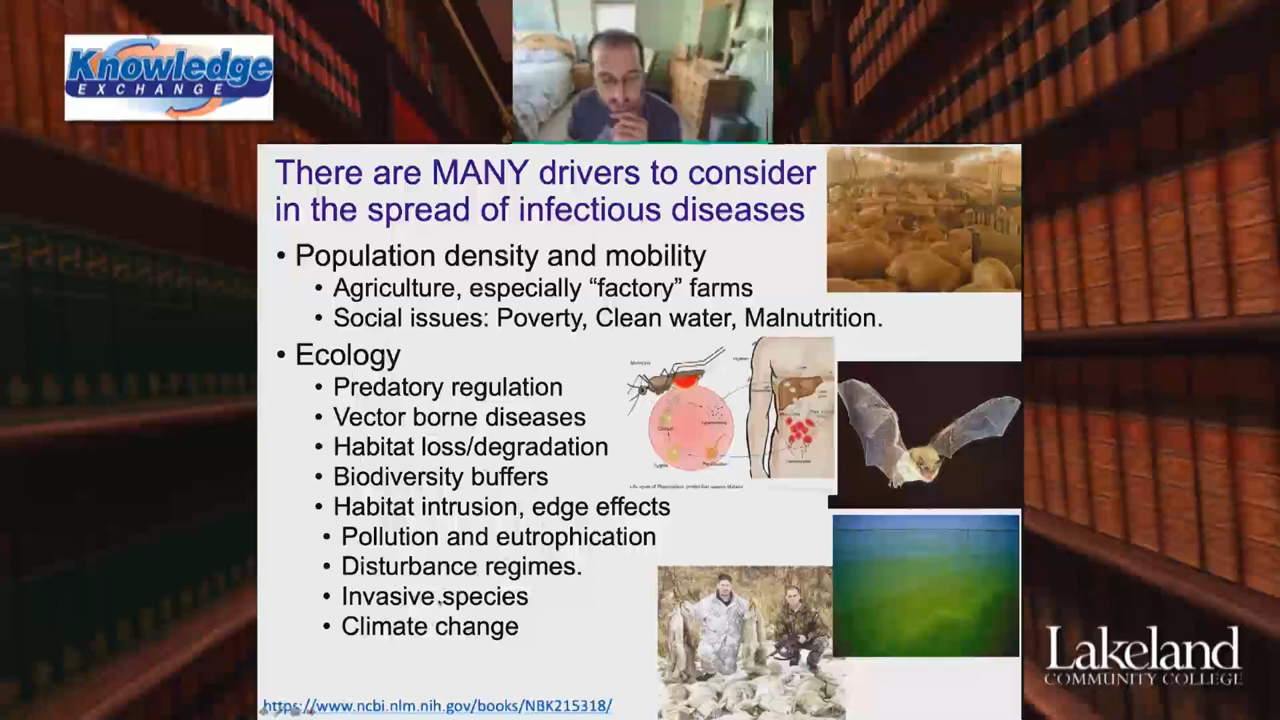 Knowledge
EXCHANGE
There are MANY drivers to consider
in the spread of infectious diseases
• Population density and mobility
• Agriculture, especially “factory” farms
• Social issues: Poverty, Clean water, Malnutrition.
• Ecology
• Predatory regulation
• Vector borne diseases
• Habitat loss/degradation
• Biodiversity buffers
• Habitat intrusion, edge effects
• Pollution and eutrophication
• Disturbance regimes.
• Invasive species
• Climate change
https://www.ncbi.nlm.nih.gov/books/NBK215318/
Lakeland
COMMUNITY COLLEGE